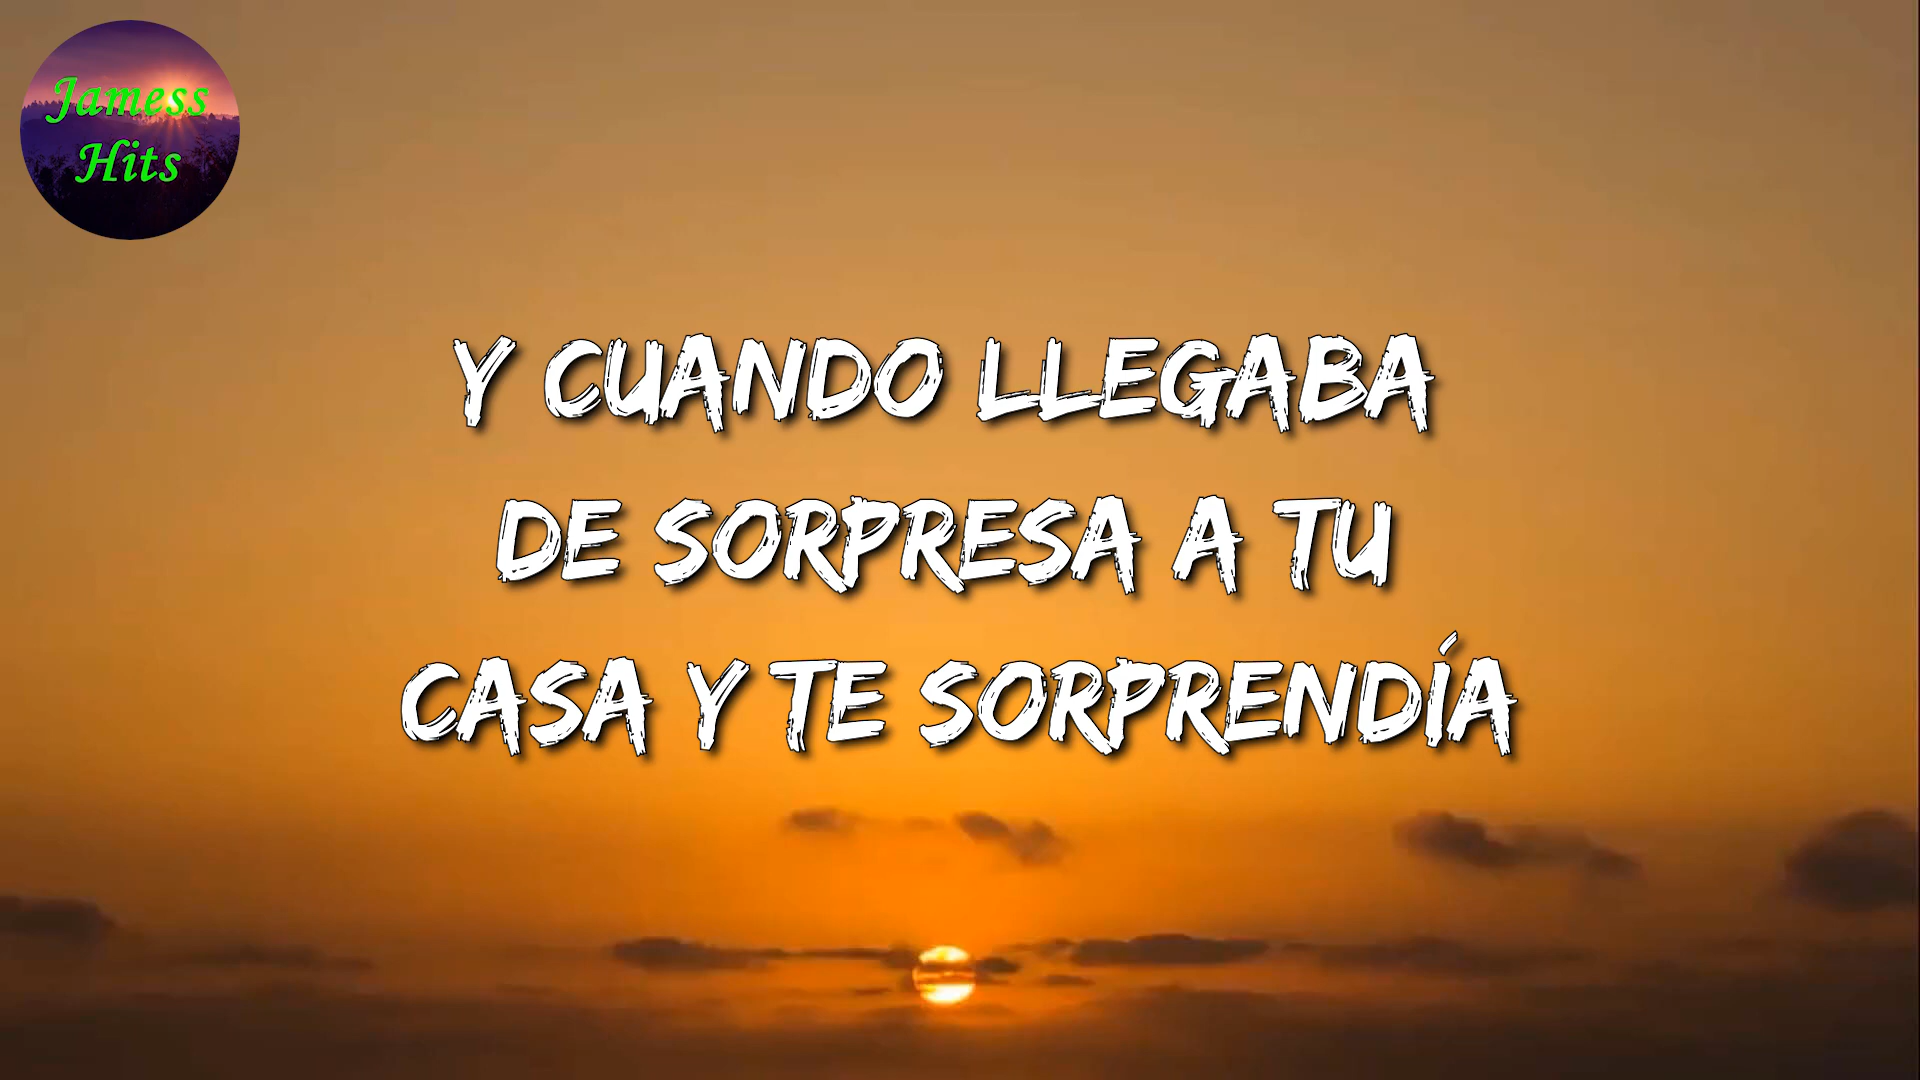 Jamess
Hits
Y CUANDO LLEGABA
DE SORPRESA A TU
CASA Y TE SORPRENDÍA